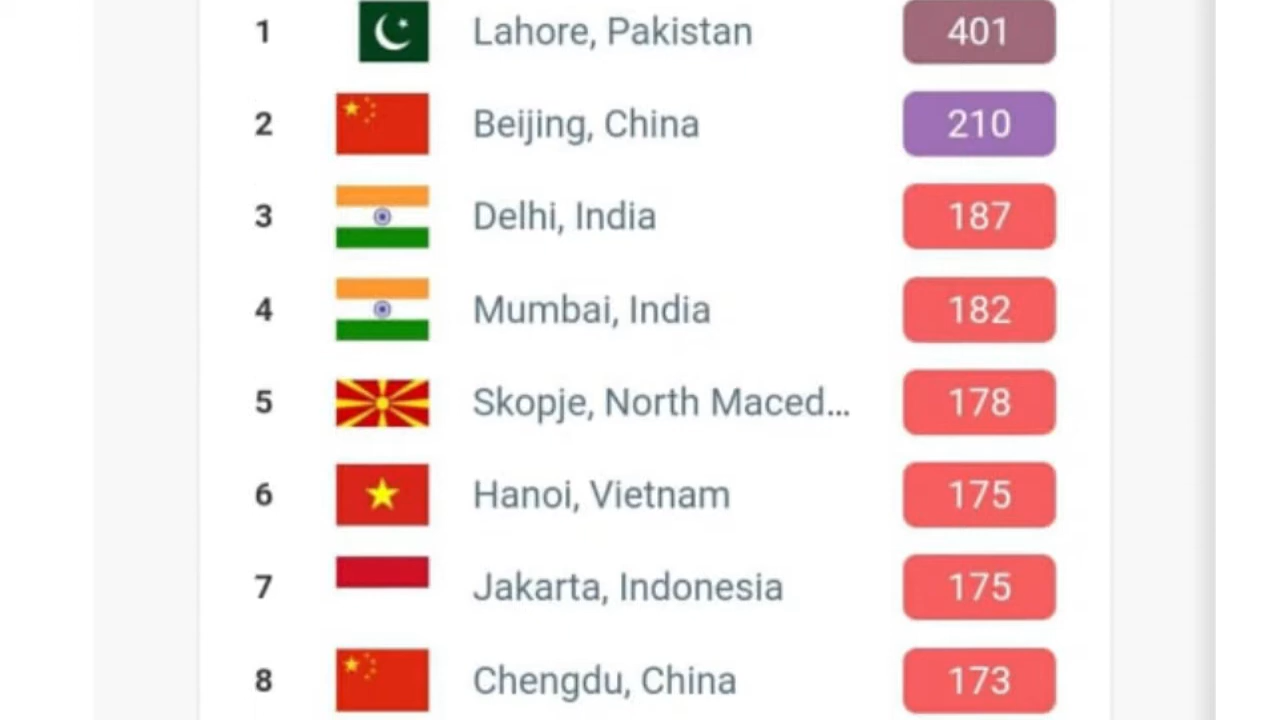 1 Lahore, Pakistan 401
2 Beijing, China 210
3 Delhi, India 187
4 Mumbai, India 182
5 Skopje, North Maced... 178
6 Hanoi, Vietnam 175
7 Jakarta, Indonesia 175
8 Chengdu, China 173